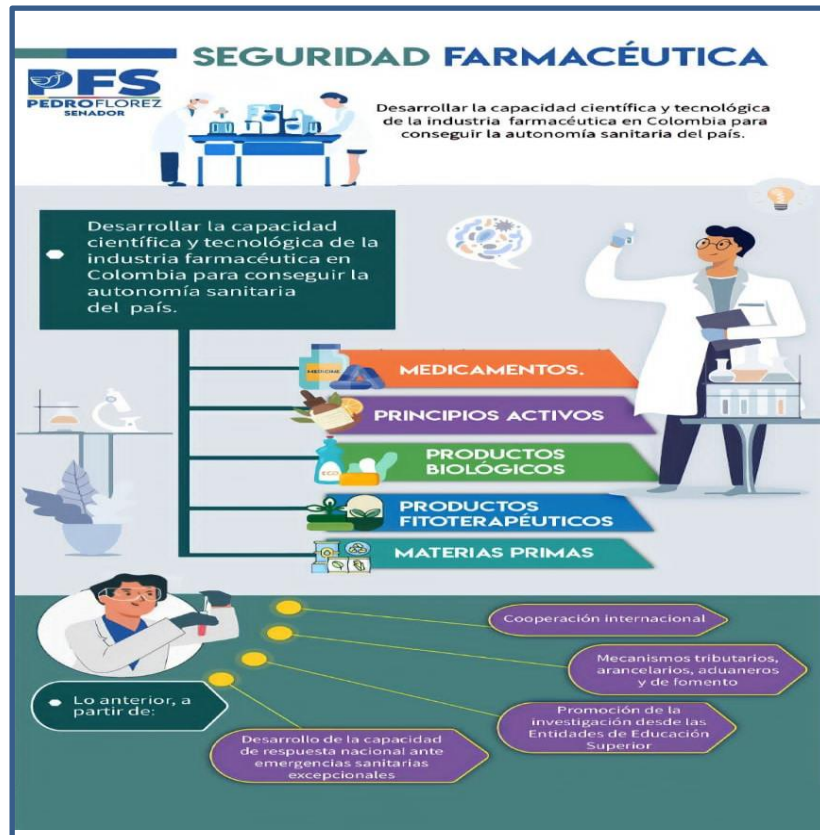 SEGURIDAD FARMACÉUTICA
PFS
PEDROFLOREZ
SENADOR
Desarrollar la capacidad científica y tecnológica
de la industria farmacéutica en Colombia para
conseguir la autonomía sanitaria del país.
Desarrollar la capacidad
científica y tecnológica de la
industria farmacéutica en
Colombia para conseguir la
autonomía sanitaria
del país.
MEDICINE
MEDICAMENTOS.
PRINCIPIOS ACTIVOS
ECO
PRODUCTOS
BIOLÓGICOS
PRODUCTOS
FITOTERAPÉUTICOS
MATERIAS PRIMAS
Lo anterior, a
partir de:
Cooperación internacional
Mecanismos tributarios,
arancelarios, aduaneros
y de fomento
Promoción de la
investigación desde las
Entidades de Educación
Superior
Desarrollo de la capacidad
de respuesta nacional ante
emergencias sanitarias
excepcionales